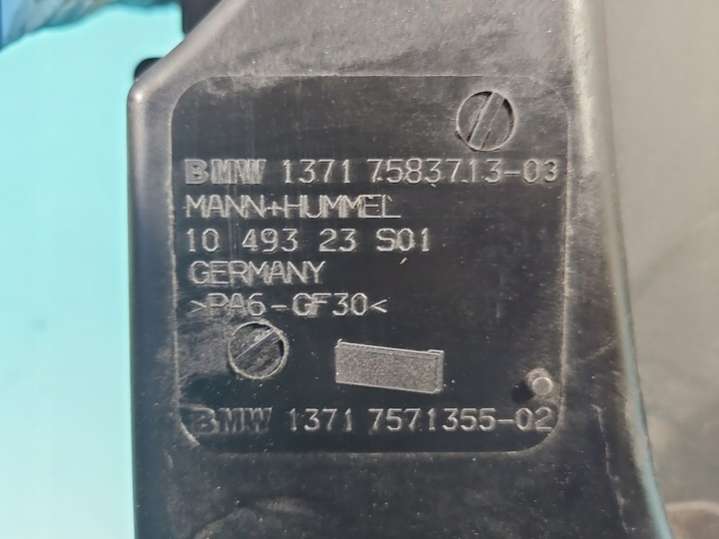 BMW 1371 7583713-03
MANN+HUMMEL
10 493 23 S01
GERMANY
>PA6-GF30<
BMW 1371 7571355-02